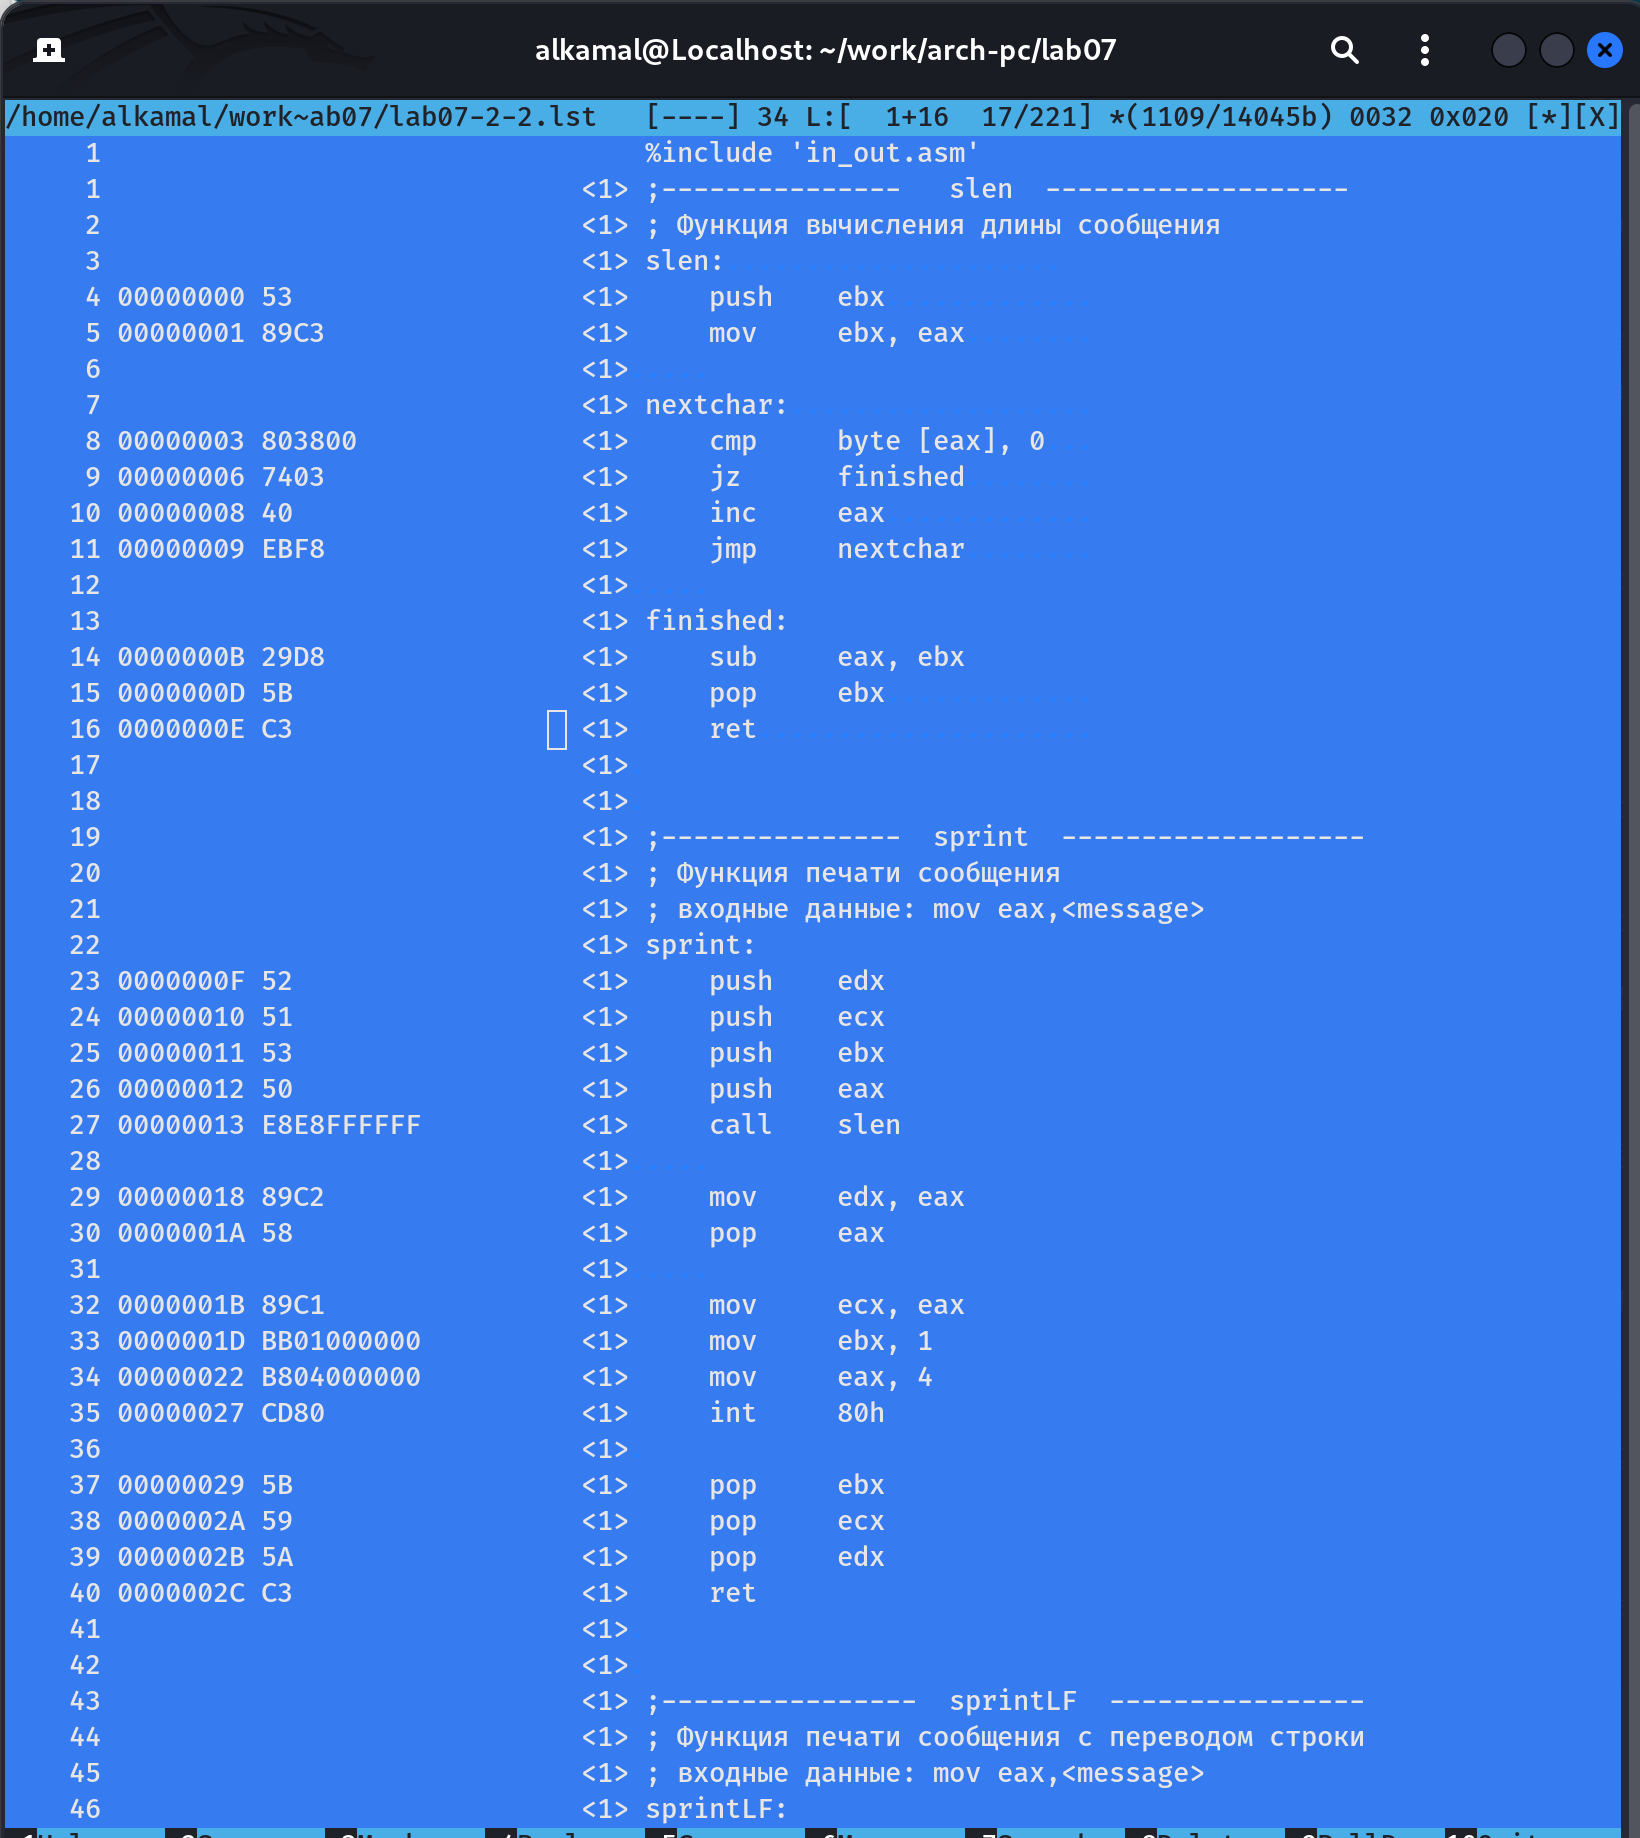 alkamal@Localhost: ~/work/arch-pc/lab07
/home/alkamal/work~ab07/lab07-2-2.lst   [----] 34 L:[  1+16  17/221] *(1109/14045b) 0032 0x020 [*][X]
1                                  %include 'in_out.asm'
1                              <1> ;---------------   slen  -------------------
2                              <1> ; Функция вычисления длины сообщения
3                              <1> slen:
4 00000000 53                  <1>     push    ebx
5 00000001 89C3                <1>     mov     ebx, eax
6                              <1>
7                              <1> nextchar:
8 00000003 803800              <1>     cmp     byte [eax], 0
9 00000006 7403                <1>     jz      finished
10 00000008 40                  <1>     inc     eax
11 00000009 EBF8                <1>     jmp     nextchar
12                              <1>
13                              <1> finished:
14 0000000B 29D8                <1>     sub     eax, ebx
15 0000000D 5B                  <1>     pop     ebx
16 0000000E C3                  <1>     ret
17                              <1>
18                              <1>
19                              <1> ;---------------  sprint  -------------------
20                              <1> ; Функция печати сообщения
21                              <1> ; входные данные: mov eax,<message>
22                              <1> sprint:
23 0000000F 52                  <1>     push    edx
24 00000010 51                  <1>     push    ecx
25 00000011 53                  <1>     push    ebx
26 00000012 50                  <1>     push    eax
27 00000013 E8E8FFFFFF          <1>     call    slen
28                              <1>
29 00000018 89C2                <1>     mov     edx, eax
30 0000001A 58                  <1>     pop     eax
31                              <1>
32 0000001B 89C1                <1>     mov     ecx, eax
33 0000001D BB01000000          <1>     mov     ebx, 1
34 00000022 B804000000          <1>     mov     eax, 4
35 00000027 CD80                <1>     int     80h
36                              <1>
37 00000029 5B                  <1>     pop     ebx
38 0000002A 59                  <1>     pop     ecx
39 0000002B 5A                  <1>     pop     edx
40 0000002C C3                  <1>     ret
41                              <1>
42                              <1>
43                              <1> ;----------------  sprintLF  ----------------
44                              <1> ; Функция печати сообщения с переводом строки
45                              <1> ; входные данные: mov eax,<message>
46                              <1> sprintLF: